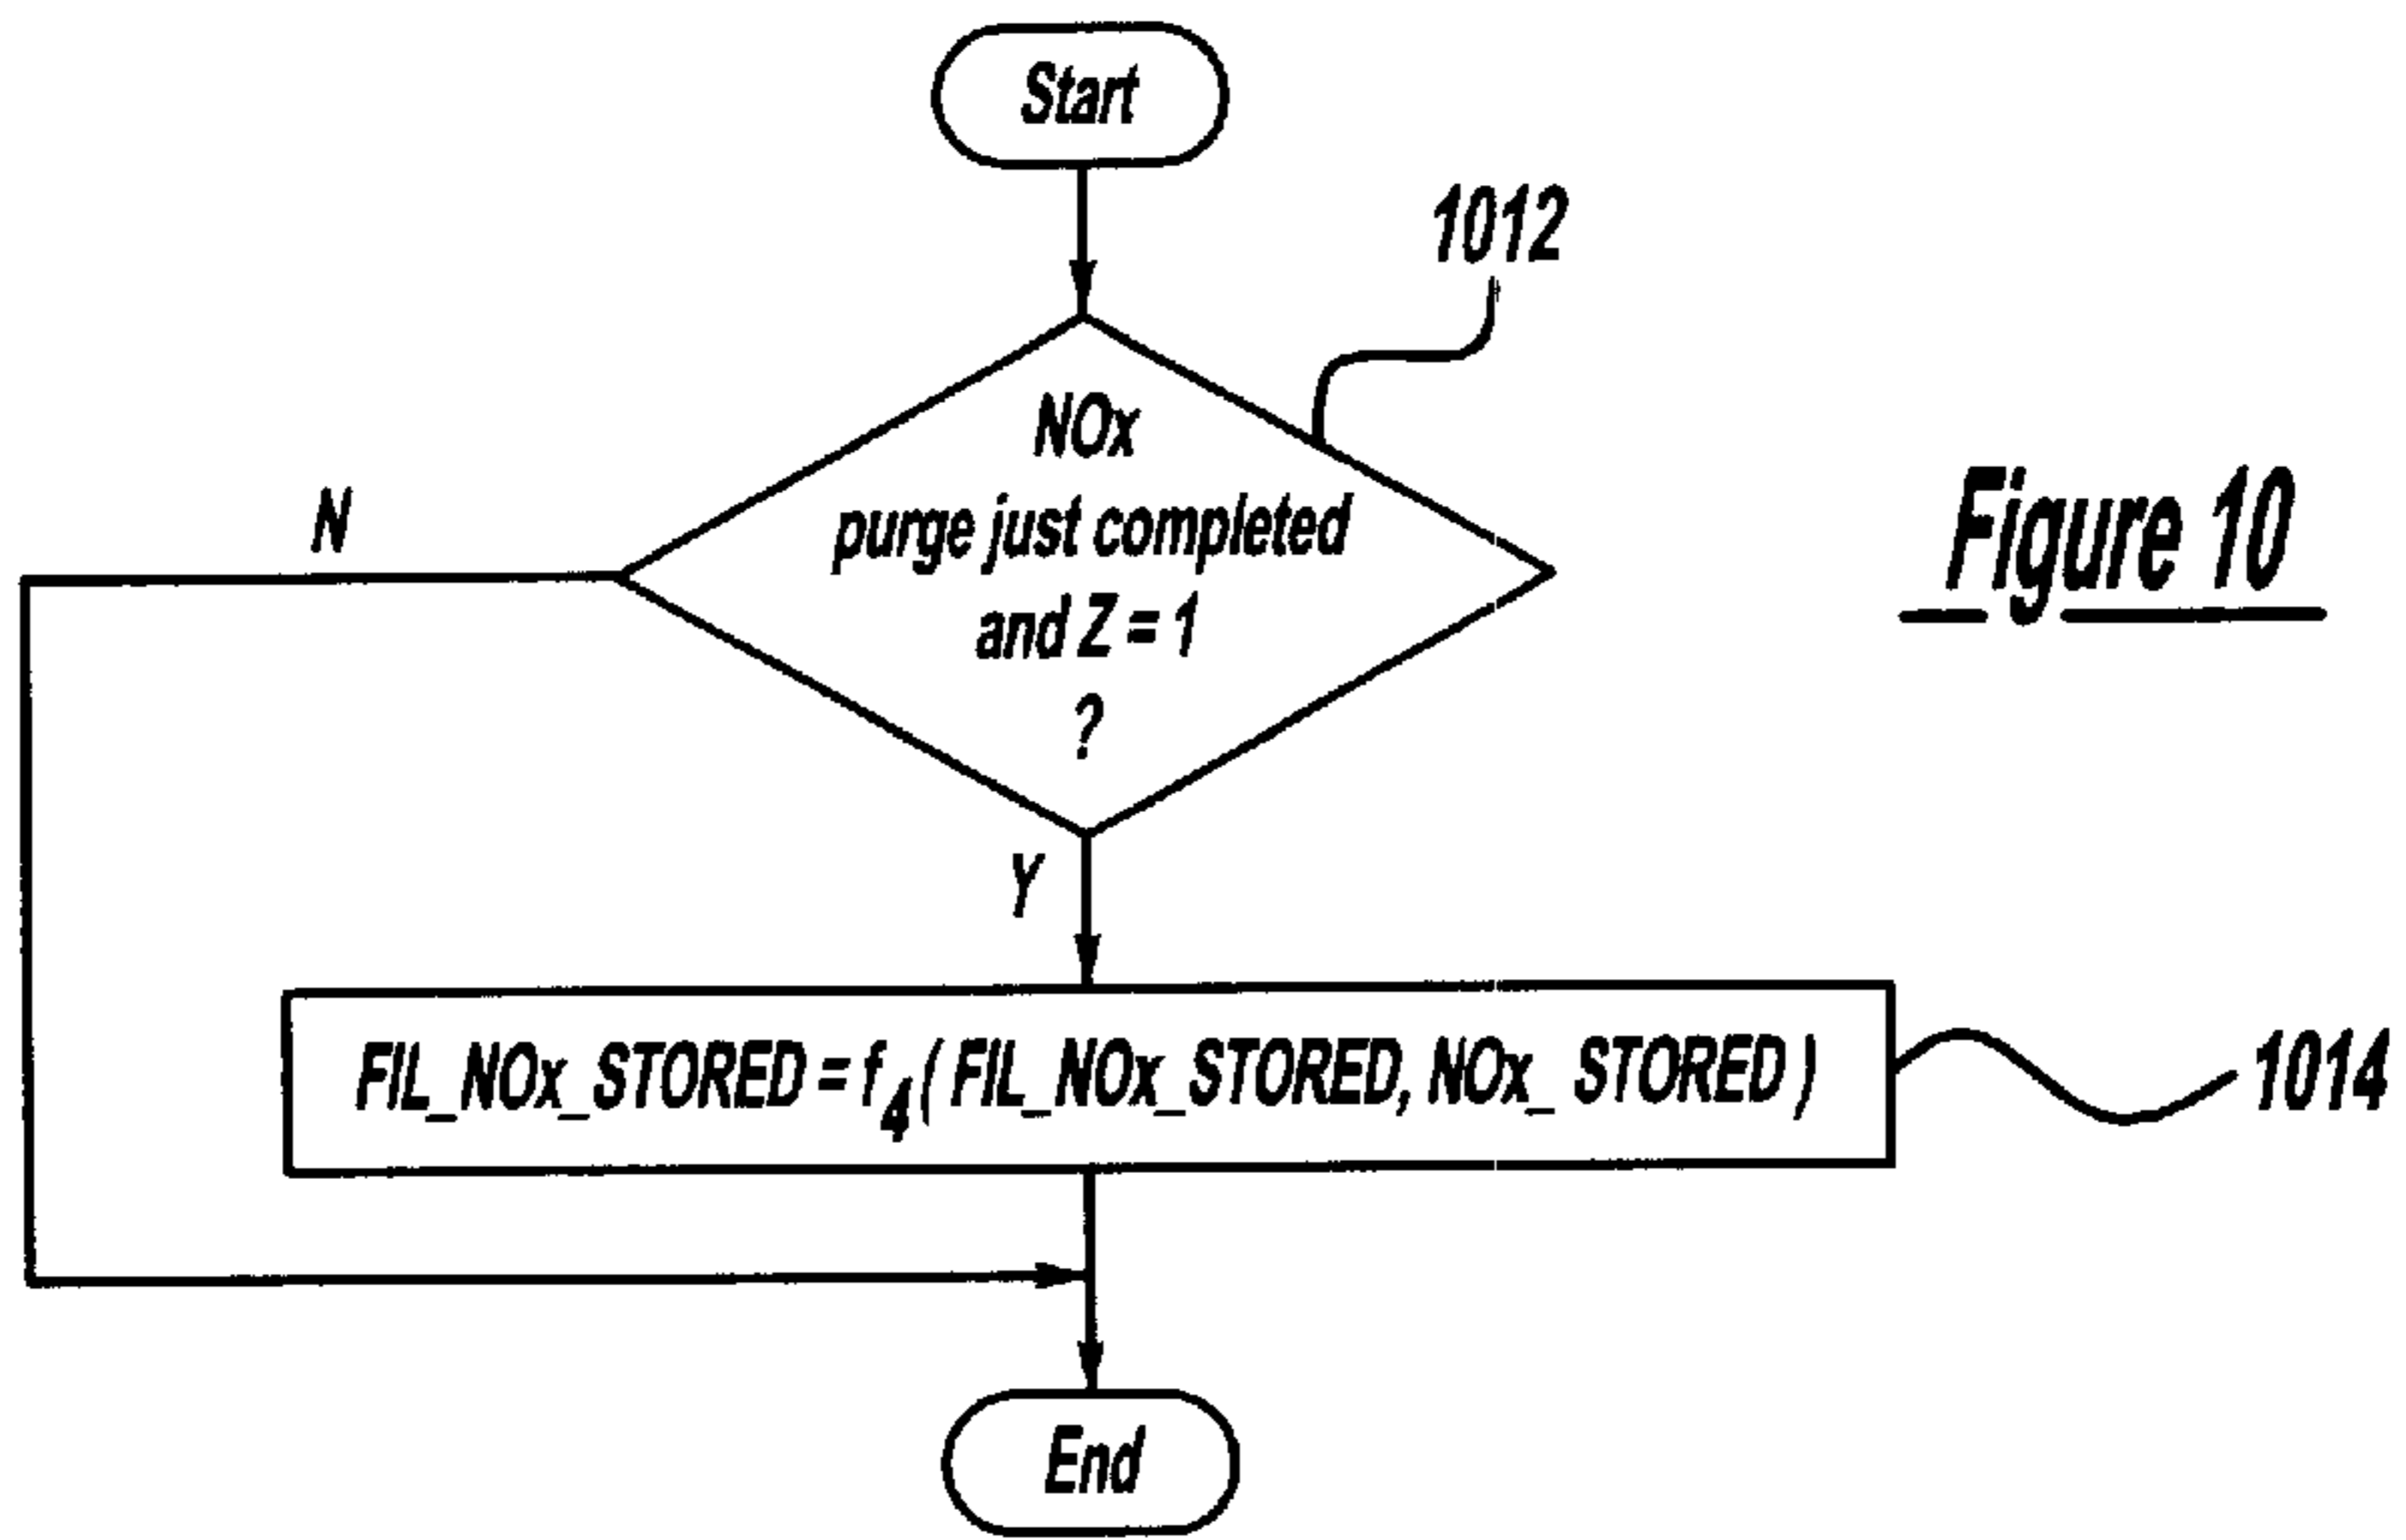 Start
1012
NOx
purge just completed
and Z = 1
?
N
Figure 10
Y
FIL_NOx_STORED = f4 ( FIL_NOx_STORED, NOx_ STORED )
1014
End